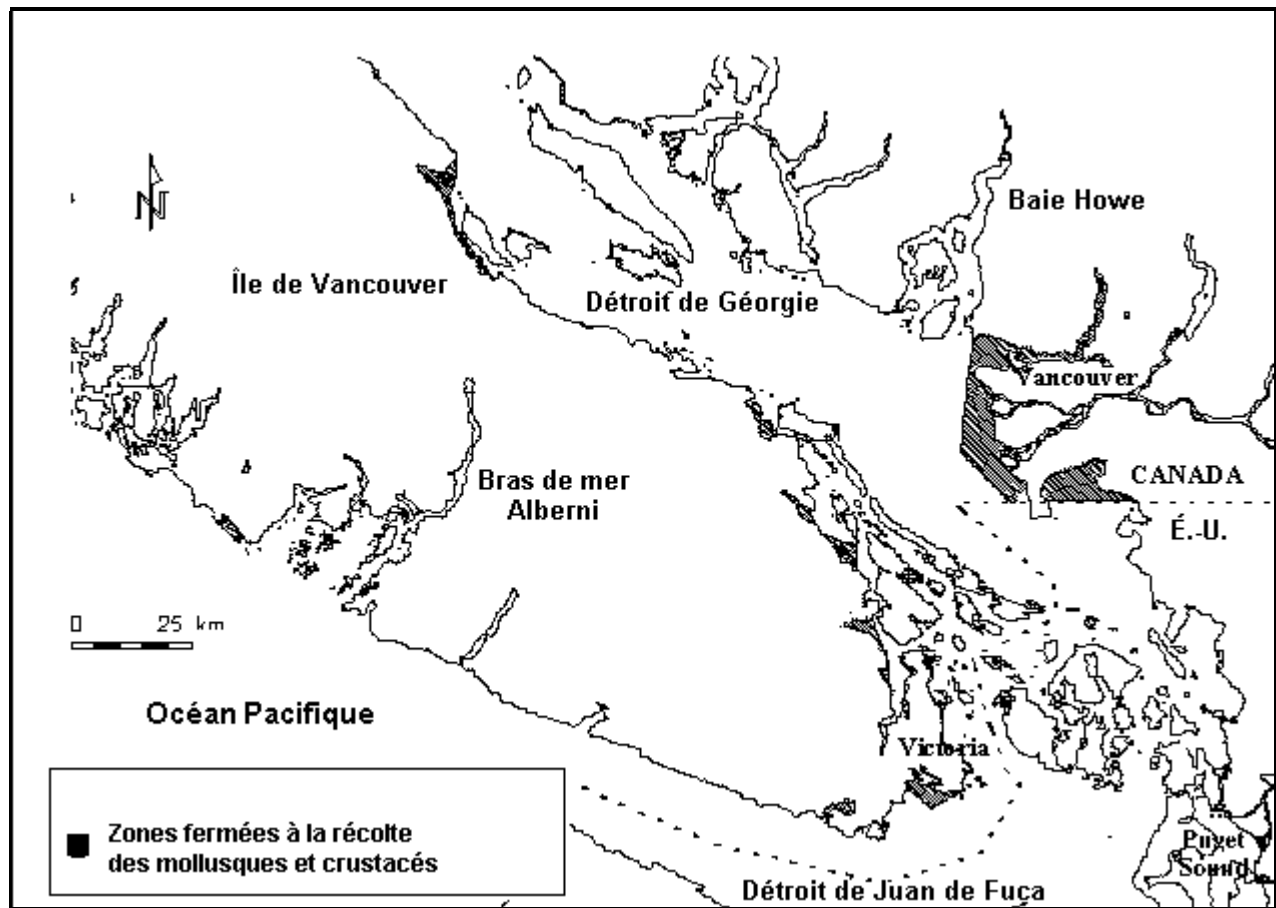 N
Baie Howe
Île de Vancouver
Détroit de Géorgie
Vancouver
Bras de mer
Alberni
CANADA
É.-U.
0 25 km
Océan Pacifique
Victoria
Zones fermées à la récolte
des mollusques et crustacés
Puget
Sound
Détroit de Juan de Fuca